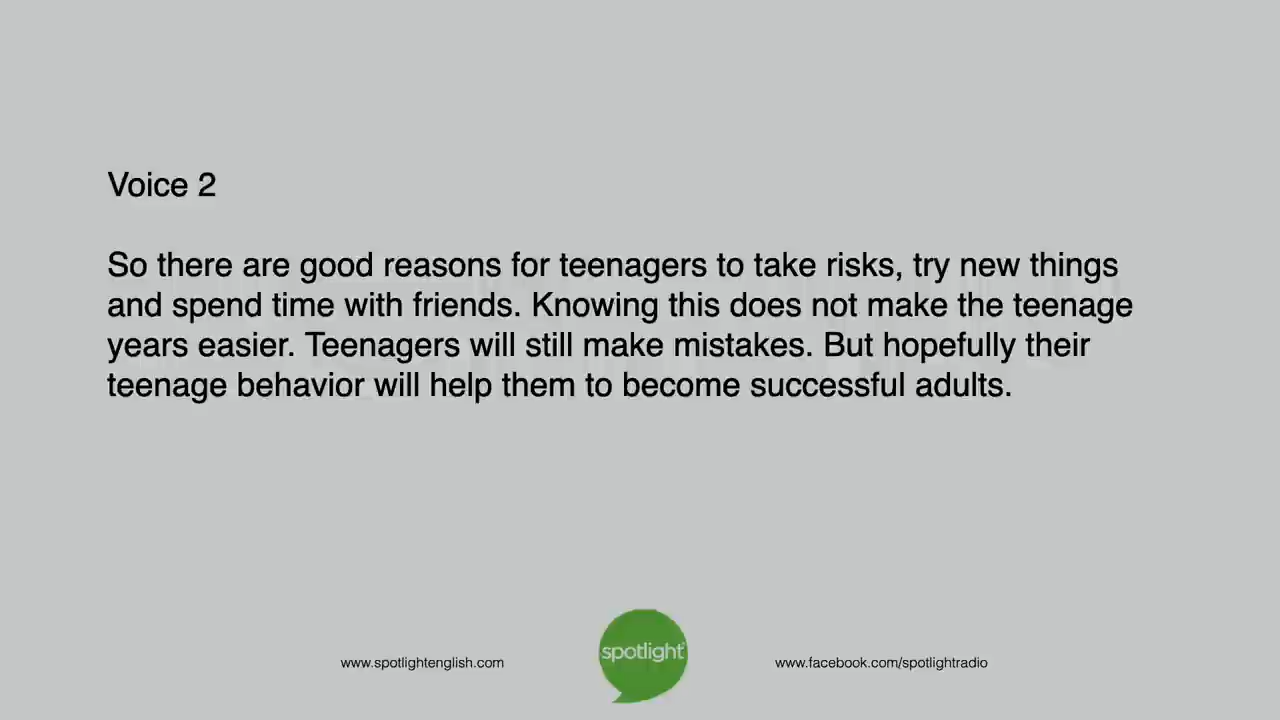 Voice 2
So there are good reasons for teenagers to take risks, try new things
and spend time with friends. Knowing this does not make the teenage
years easier. Teenagers will still make mistakes. But hopefully their
teenage behavior will help them to become successful adults.
www.spotlightenglish.com
spotlight
www.facebook.com/spotlightradio